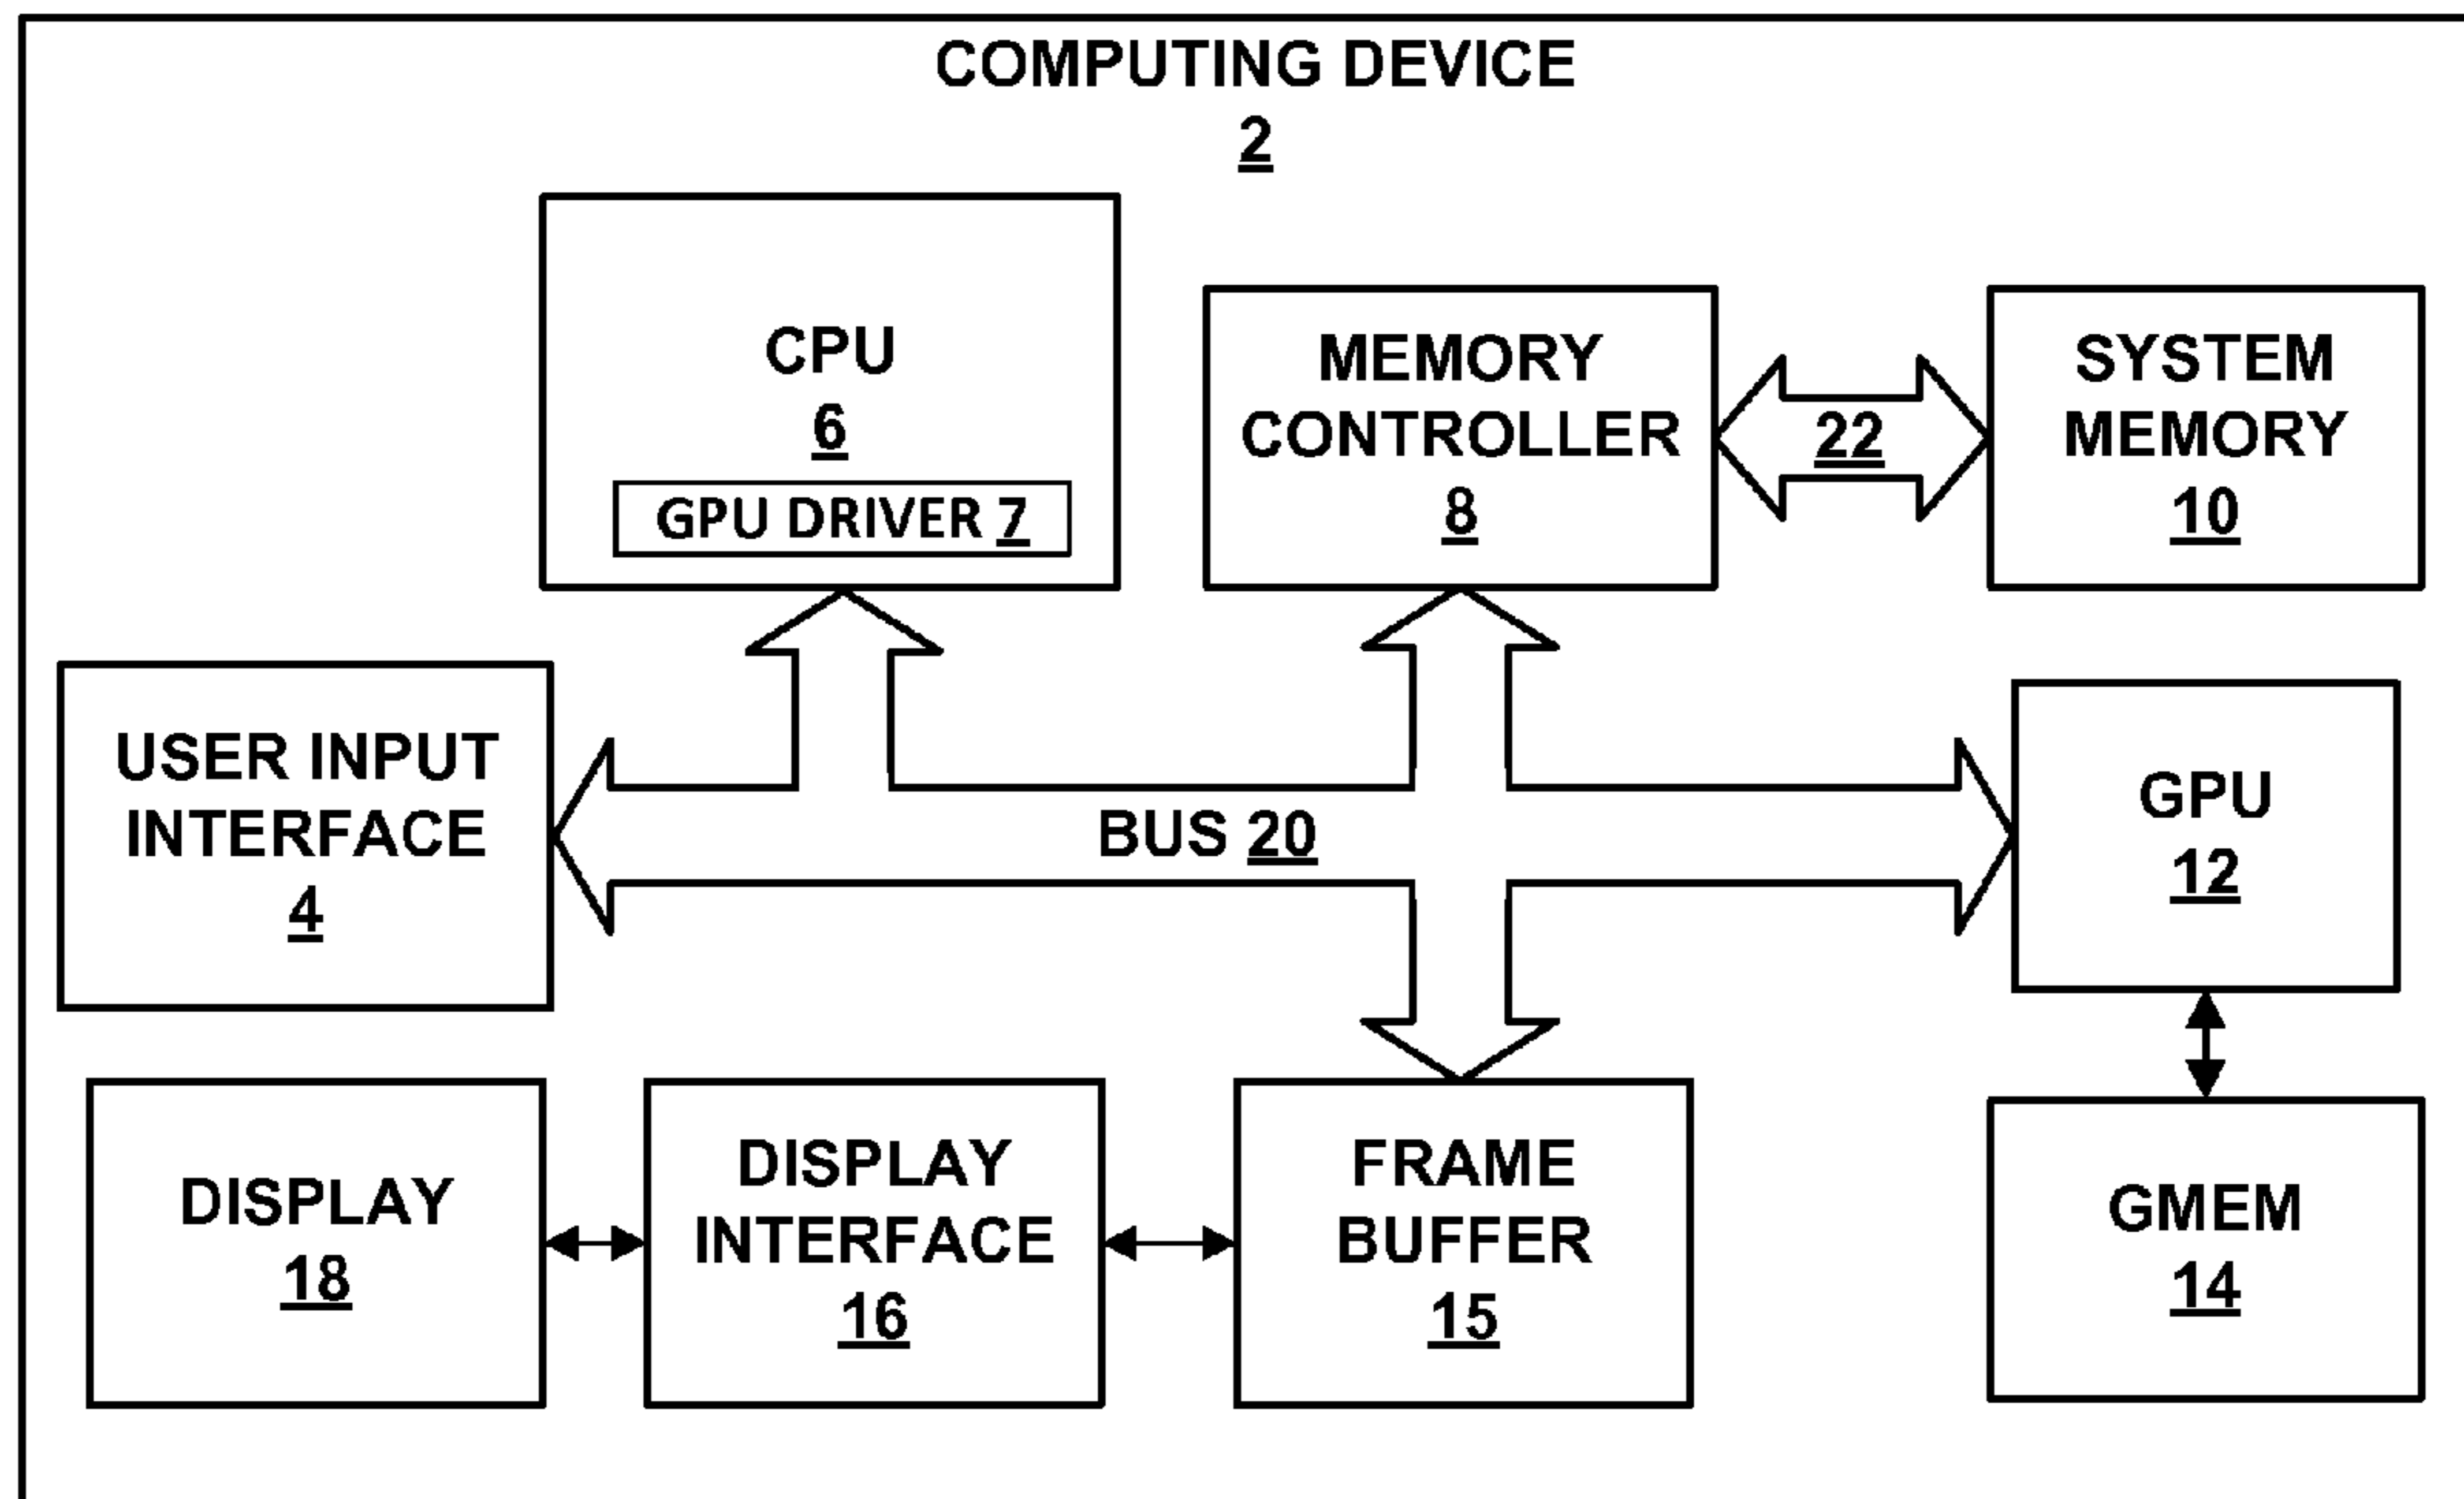 COMPUTING DEVICE
2
CPU
6
GPU DRIVER 7
MEMORY
CONTROLLER
8
22
SYSTEM
MEMORY
10
USER INPUT
INTERFACE
4
BUS 20
GPU
12
DISPLAY
18
DISPLAY
INTERFACE
16
FRAME
BUFFER
15
GMEM
14